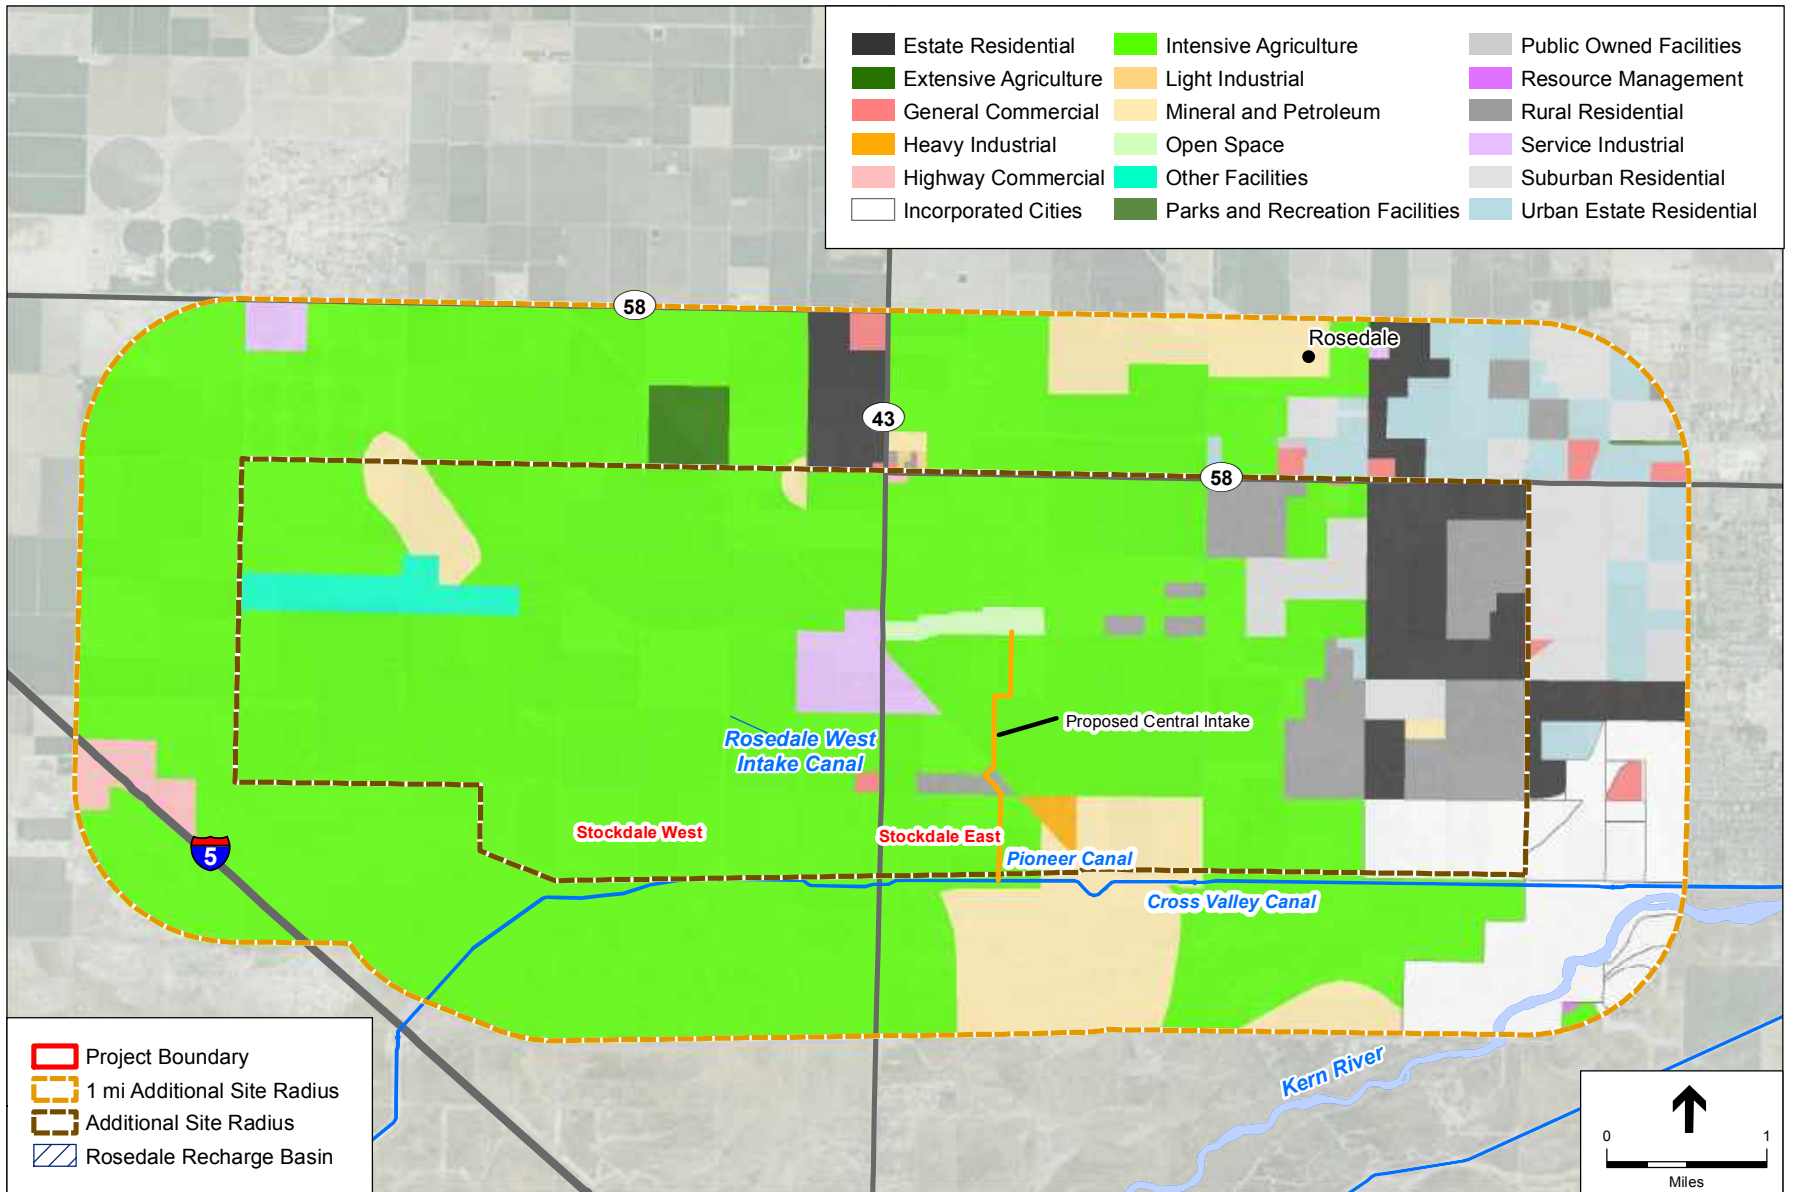 Estate Residential
Extensive Agriculture
General Commercial
Heavy Industrial
Highway Commercial
Incorporated Cities
Intensive Agriculture
Light Industrial
Mineral and Petroleum
Open Space
Other Facilities
Parks and Recreation Facilities
Public Owned Facilities
Resource Management
Rural Residential
Service Industrial
Suburban Residential
Urban Estate Residential
58
Rosedale
43
58
Proposed Central Intake
Rosedale West
Intake Canal
Stockdale West
Stockdale East
5
Pioneer Canal
Cross Valley Canal
Kern River
Project Boundary
1 mi Additional Site Radius
Additional Site Radius
Rosedale Recharge Basin
0 1
Miles